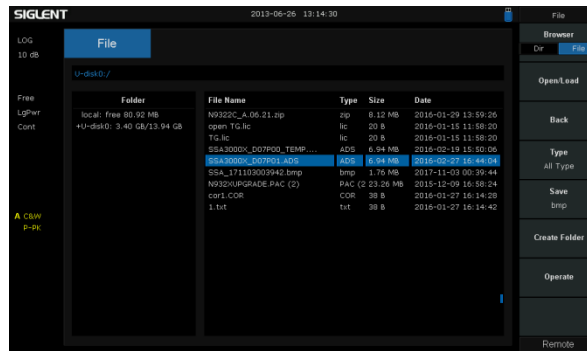 SIGLENT 2013-06-26 13:14:30 File
LOG
10 dB
File
Browser
Dir File
U-disk0:/
Open/Load
Free
LgPwr
Cont
Folder
local: free 80.92 MB
+U-disk0: 3.40 GB/13.94 GB
File Name Type Size Date
N9322C_A.06.21.zip zip 8.12 MB 2016-01-29 13:59:26
open TG.lic lic 20 B 2016-01-15 11:58:20
TG.lic lic 20 B 2016-01-15 11:58:20
SSA3000X_D07P00_TEMP.... ADS 6.94 MB 2016-02-19 15:50:06
SSA3000X_D07P01.ADS ADS 6.94 MB 2016-02-27 16:44:04
SSA_171103003942.bmp bmp 1.76 MB 2017-11-03 00:39:44
N932XUPGRADE.PAC (2) PAC (2 23.26 MB 2015-12-09 16:58:24
cor1.COR COR 38 B 2016-01-27 16:14:28
1.txt txt 38 B 2016-01-27 16:14:42
Back
Type
All Type
Save
bmp
A C&W
P-PK
Create Folder
Operate
Remote